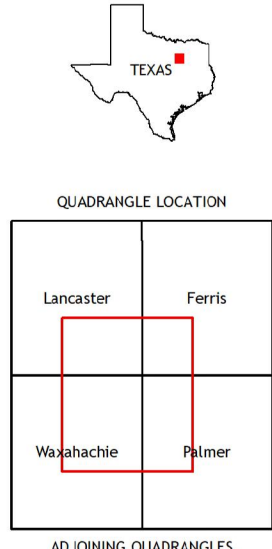 TEXAS
QUADRANGLE LOCATION
Lancaster Ferris
Waxahachie Palmer
ADJOINING QUADRANGLES